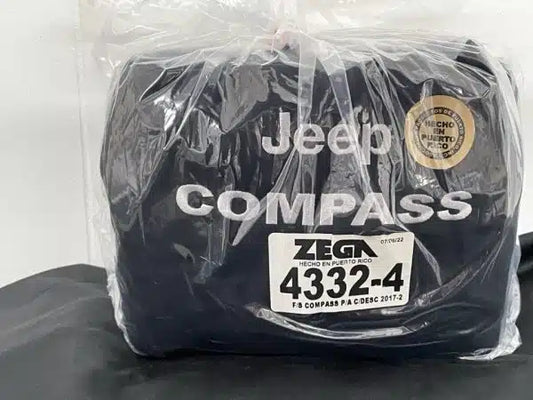 Jeep
HECHO
EN
PUERTO
RICO
COMPASS
ZEGA
07/06/22
HECHO EN PUERTO RICO
4332-4
F/S COMPASS P/A C/DESC 2017-2